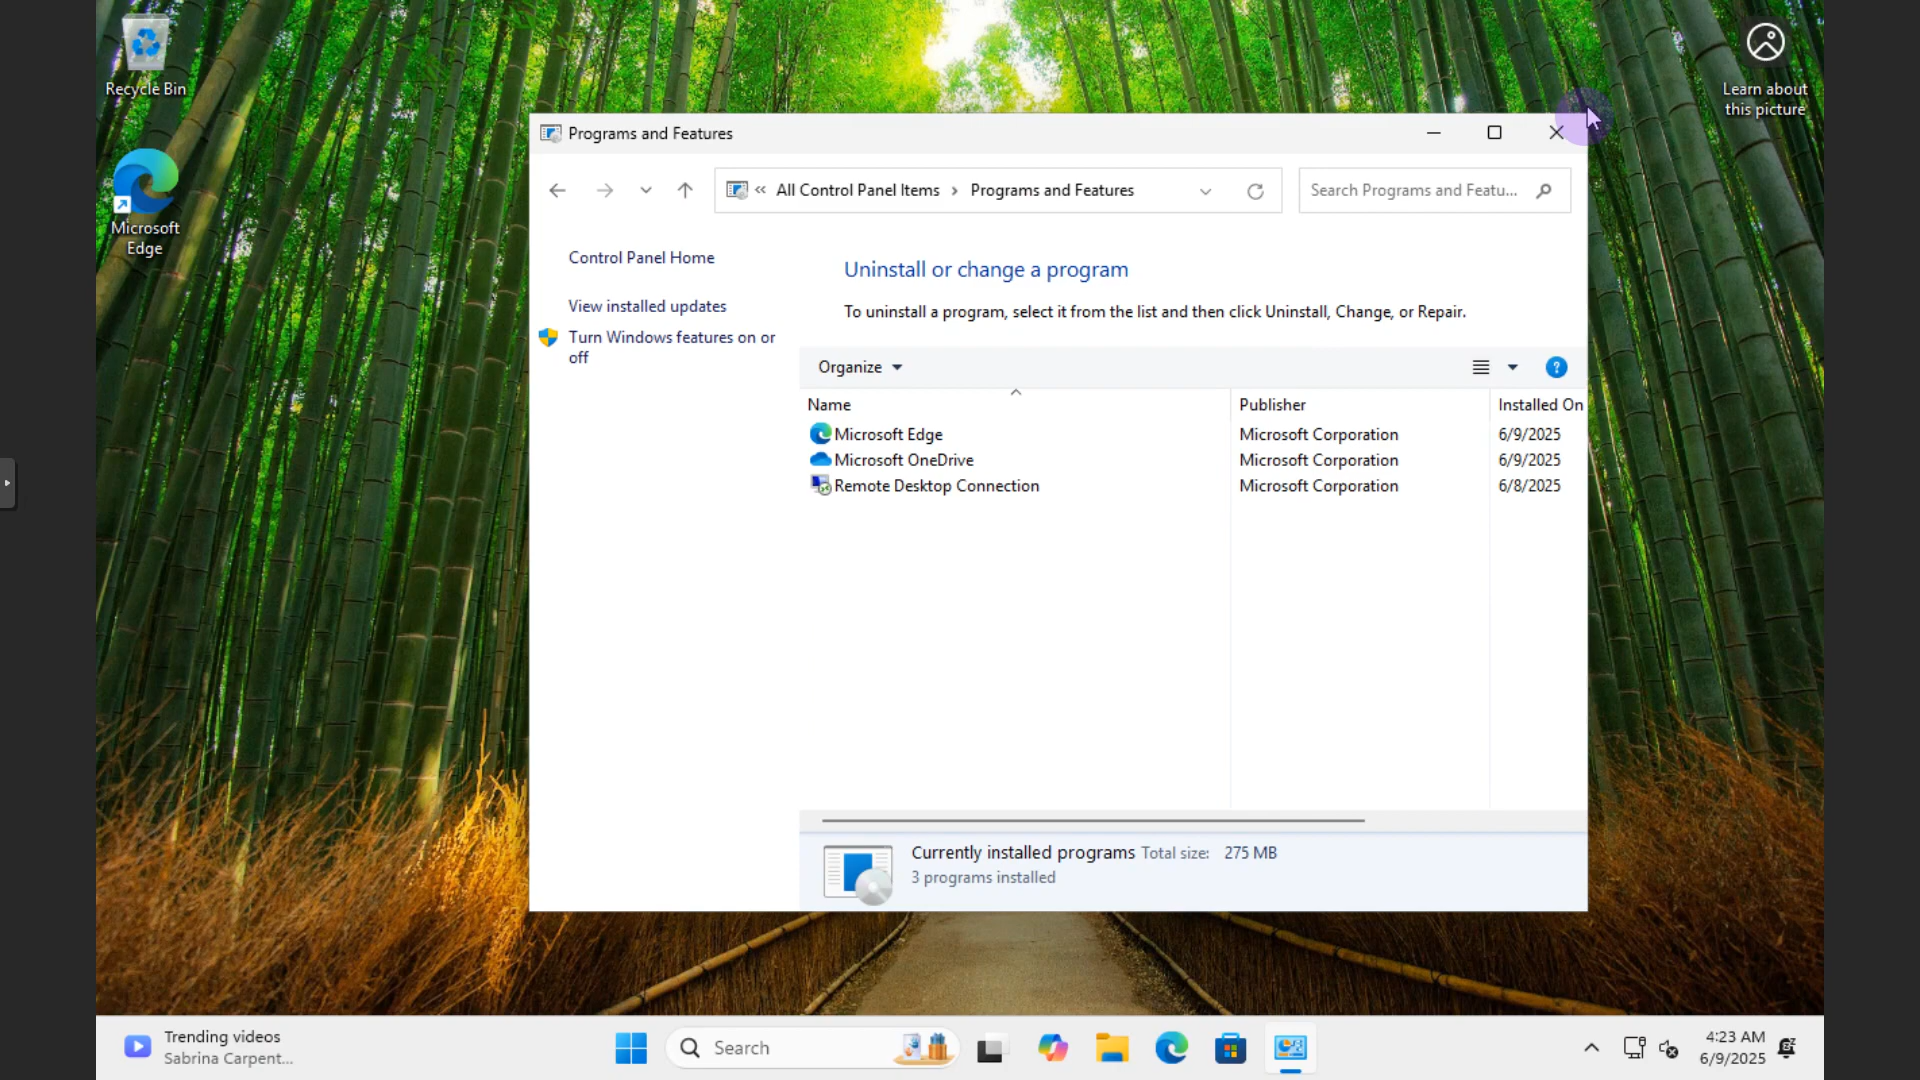 Recycle Bin
Microsoft
Edge
Learn about
this picture
Programs and Features
« All Control Panel Items › Programs and Features
Search Programs and Featu...
Control Panel Home
View installed updates
Turn Windows features on or
off
Uninstall or change a program
To uninstall a program, select it from the list and then click Uninstall, Change, or Repair.
Organize
Name Publisher Installed On
Microsoft Edge Microsoft Corporation 6/9/2025
Microsoft OneDrive Microsoft Corporation 6/9/2025
Remote Desktop Connection Microsoft Corporation 6/8/2025
Currently installed programs Total size: 275 MB
3 programs installed
Trending videos
Sabrina Carpent...
Search
4:23 AM
6/9/2025